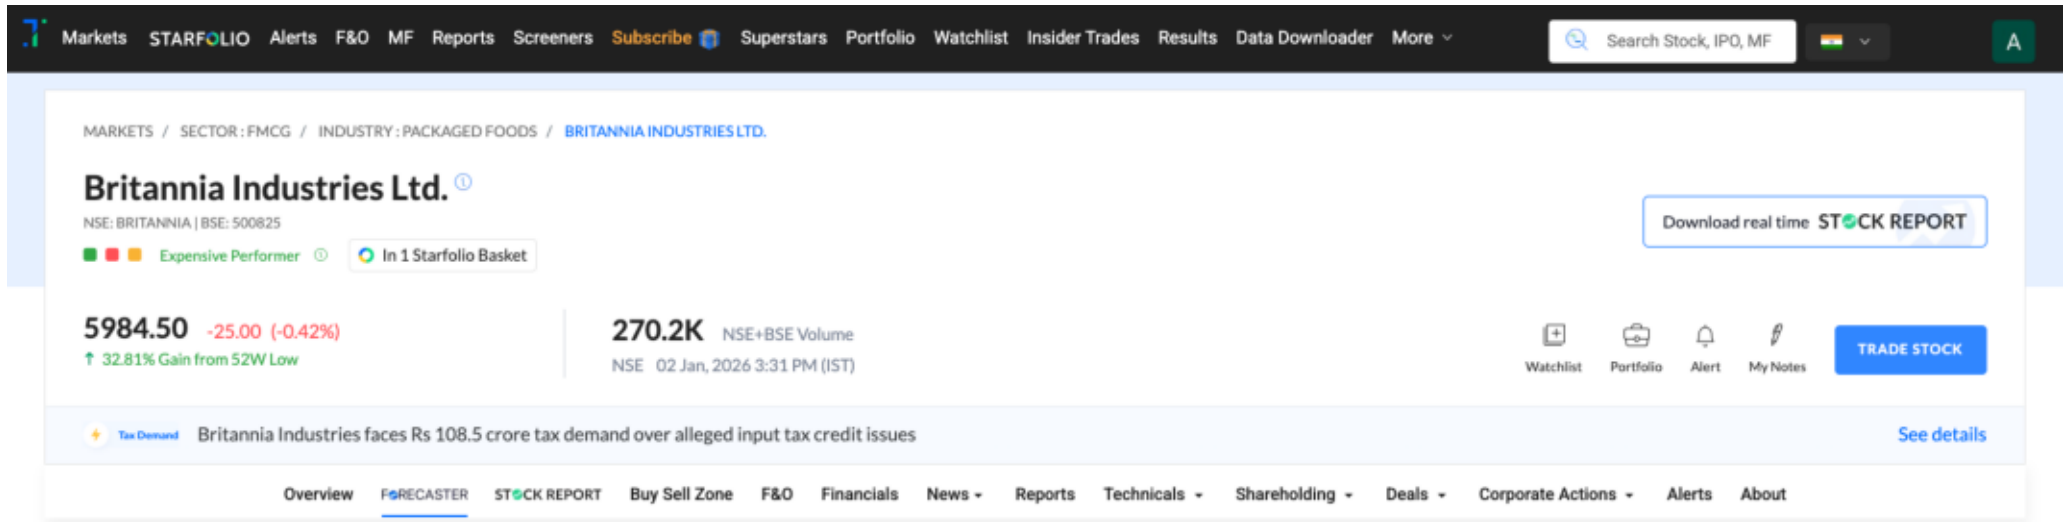 Markets STARFOLIO Alerts F&O MF Reports Screeners Subscribe Superstars Portfolio Watchlist Insider Trades Results Data Downloader More Search Stock, IPO, MF A
MARKETS / SECTOR : FMCG / INDUSTRY : PACKAGED FOODS / BRITANNIA INDUSTRIES LTD.
Britannia Industries Ltd.
NSE: BRITANNIA | BSE: 500825
Download real time STOCK REPORT
Expensive Performer In 1 Starfolio Basket
5984.50 -25.00 (-0.42%)
↑ 32.81% Gain from 52W Low
270.2K NSE+BSE Volume
NSE 02 Jan, 2026 3:31 PM (IST)
Watchlist Portfolio Alert My Notes TRADE STOCK
Tax Demand Britannia Industries faces Rs 108.5 crore tax demand over alleged input tax credit issues See details
Overview FORECASTER STOCK REPORT Buy Sell Zone F&O Financials News Reports Technicals Shareholding Deals Corporate Actions Alerts About